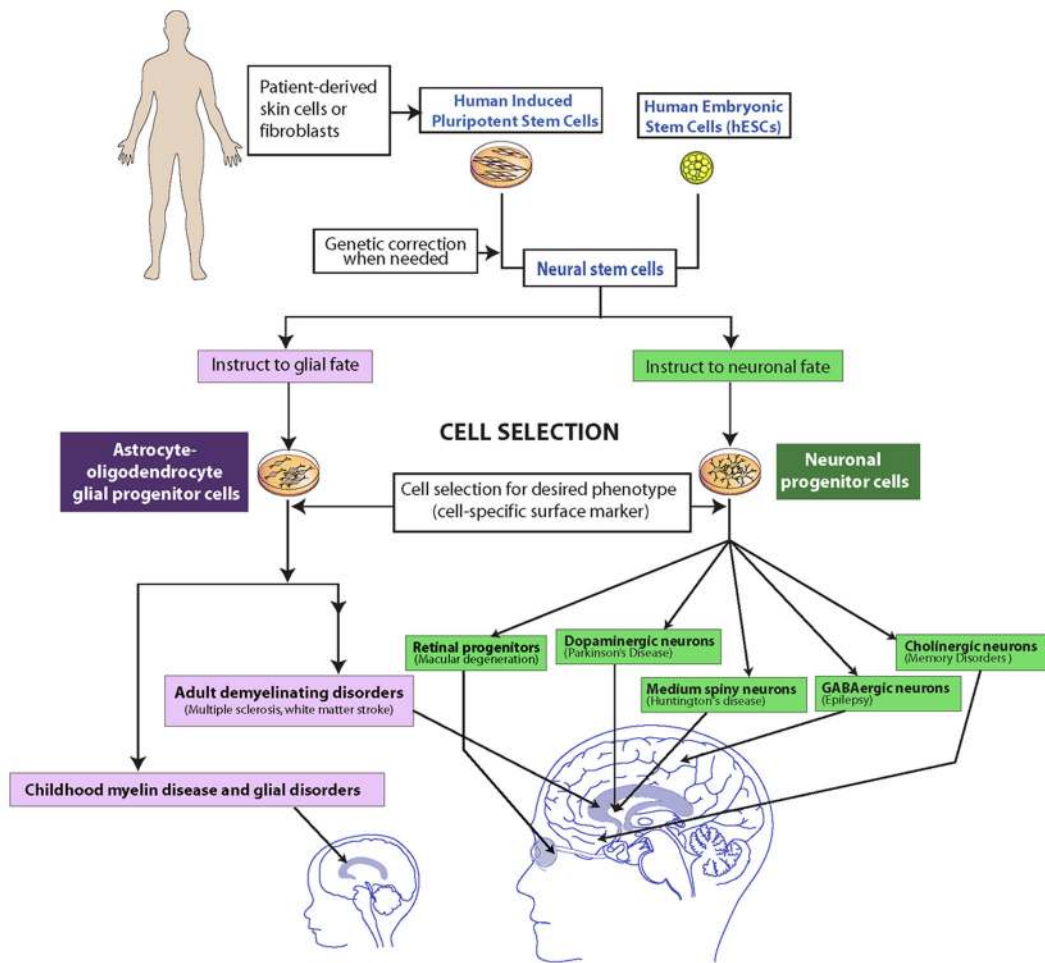 Patient-derived
skin cells or
fibroblasts
Human Induced
Pluripotent Stem Cells
Human Embryonic
Stem Cells (hESCs)
Genetic correction
when needed
Neural stem cells
Instruct to glial fate
Instruct to neuronal fate
CELL SELECTION
Astrocyte-
oligodendrocyte
glial progenitor cells
Neuronal
progenitor cells
Cell selection for desired phenotype
(cell-specific surface marker)
Retinal progenitors
(Macular degeneration)
Dopaminergic neurons
(Parkinson's Disease)
Cholinergic neurons
(Memory Disorders )
Adult demyelinating disorders
(Multiple sclerosis, white matter stroke)
Medium spiny neurons
(Huntington's disease)
GABAergic neurons
(Epilepsy)
Childhood myelin disease and glial disorders